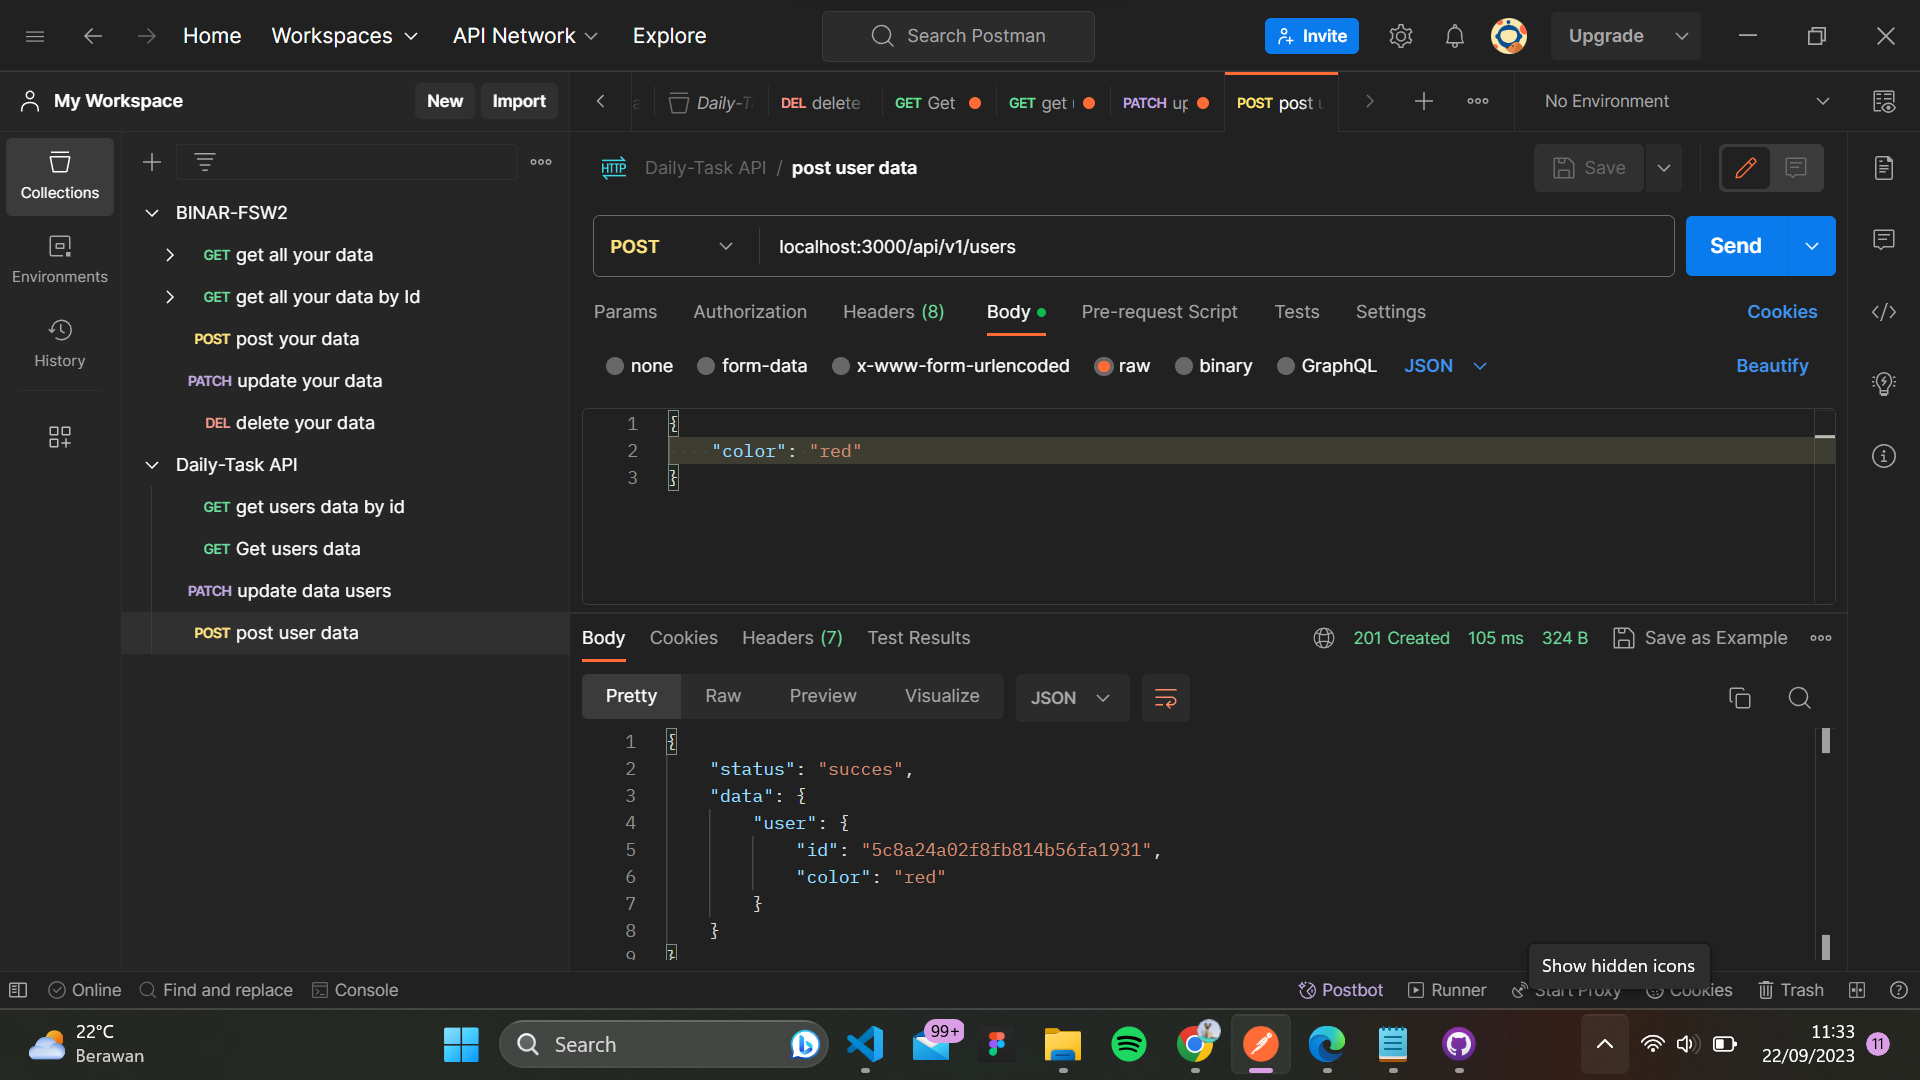 Home Workspaces API Network Explore Search Postman Invite Upgrade
My Workspace New Import Daily-T DEL delete GET Get GET get PATCH up POST post No Environment
Collections
Environments
History
BINAR-FSW2
GET get all your data
GET get all your data by Id
POST post your data
PATCH update your data
DEL delete your data
Daily-Task API
GET get users data by id
GET Get users data
PATCH update data users
POST post user data
HTTP Daily-Task API / post user data Save
POST localhost:3000/api/v1/users Send
Params Authorization Headers (8) Body Pre-request Script Tests Settings Cookies
none form-data x-www-form-urlencoded raw binary GraphQL JSON Beautify
1 {
2 "color": "red"
3 }
Body Cookies Headers (7) Test Results 201 Created 105 ms 324 B Save as Example
Pretty Raw Preview Visualize JSON
1 {
2 "status": "succes",
3 "data": {
4 "user": {
5 "id": "5c8a24a02f8fb814b56fa1931",
6 "color": "red"
7 }
8 }
9 }
Show hidden icons
Online Find and replace Console Postbot Runner Start Proxy Cookies Trash
22°C
Berawan
Search
99+
11:33
22/09/2023
11